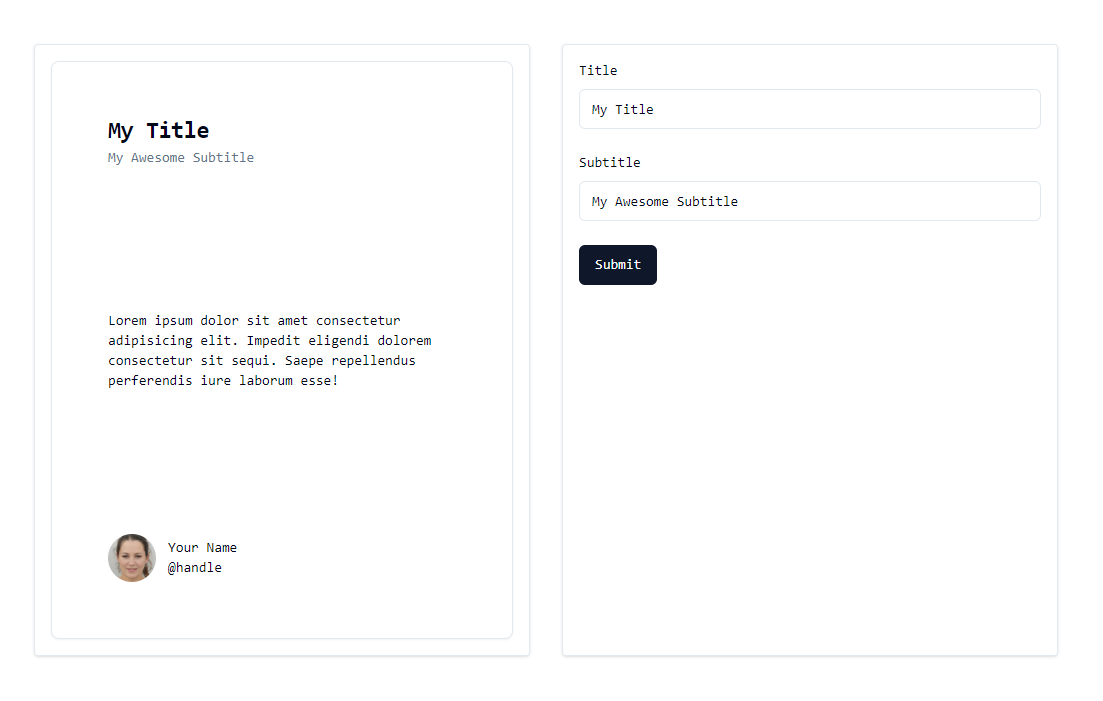 My Title
My Awesome Subtitle
Lorem ipsum dolor sit amet consectetur
adipisicing elit. Impedit eligendi dolorem
consectetur sit sequi. Saepe repellendus
perferendis iure laborum esse!
Your Name
@handle
Title
My Title
Subtitle
My Awesome Subtitle
Submit